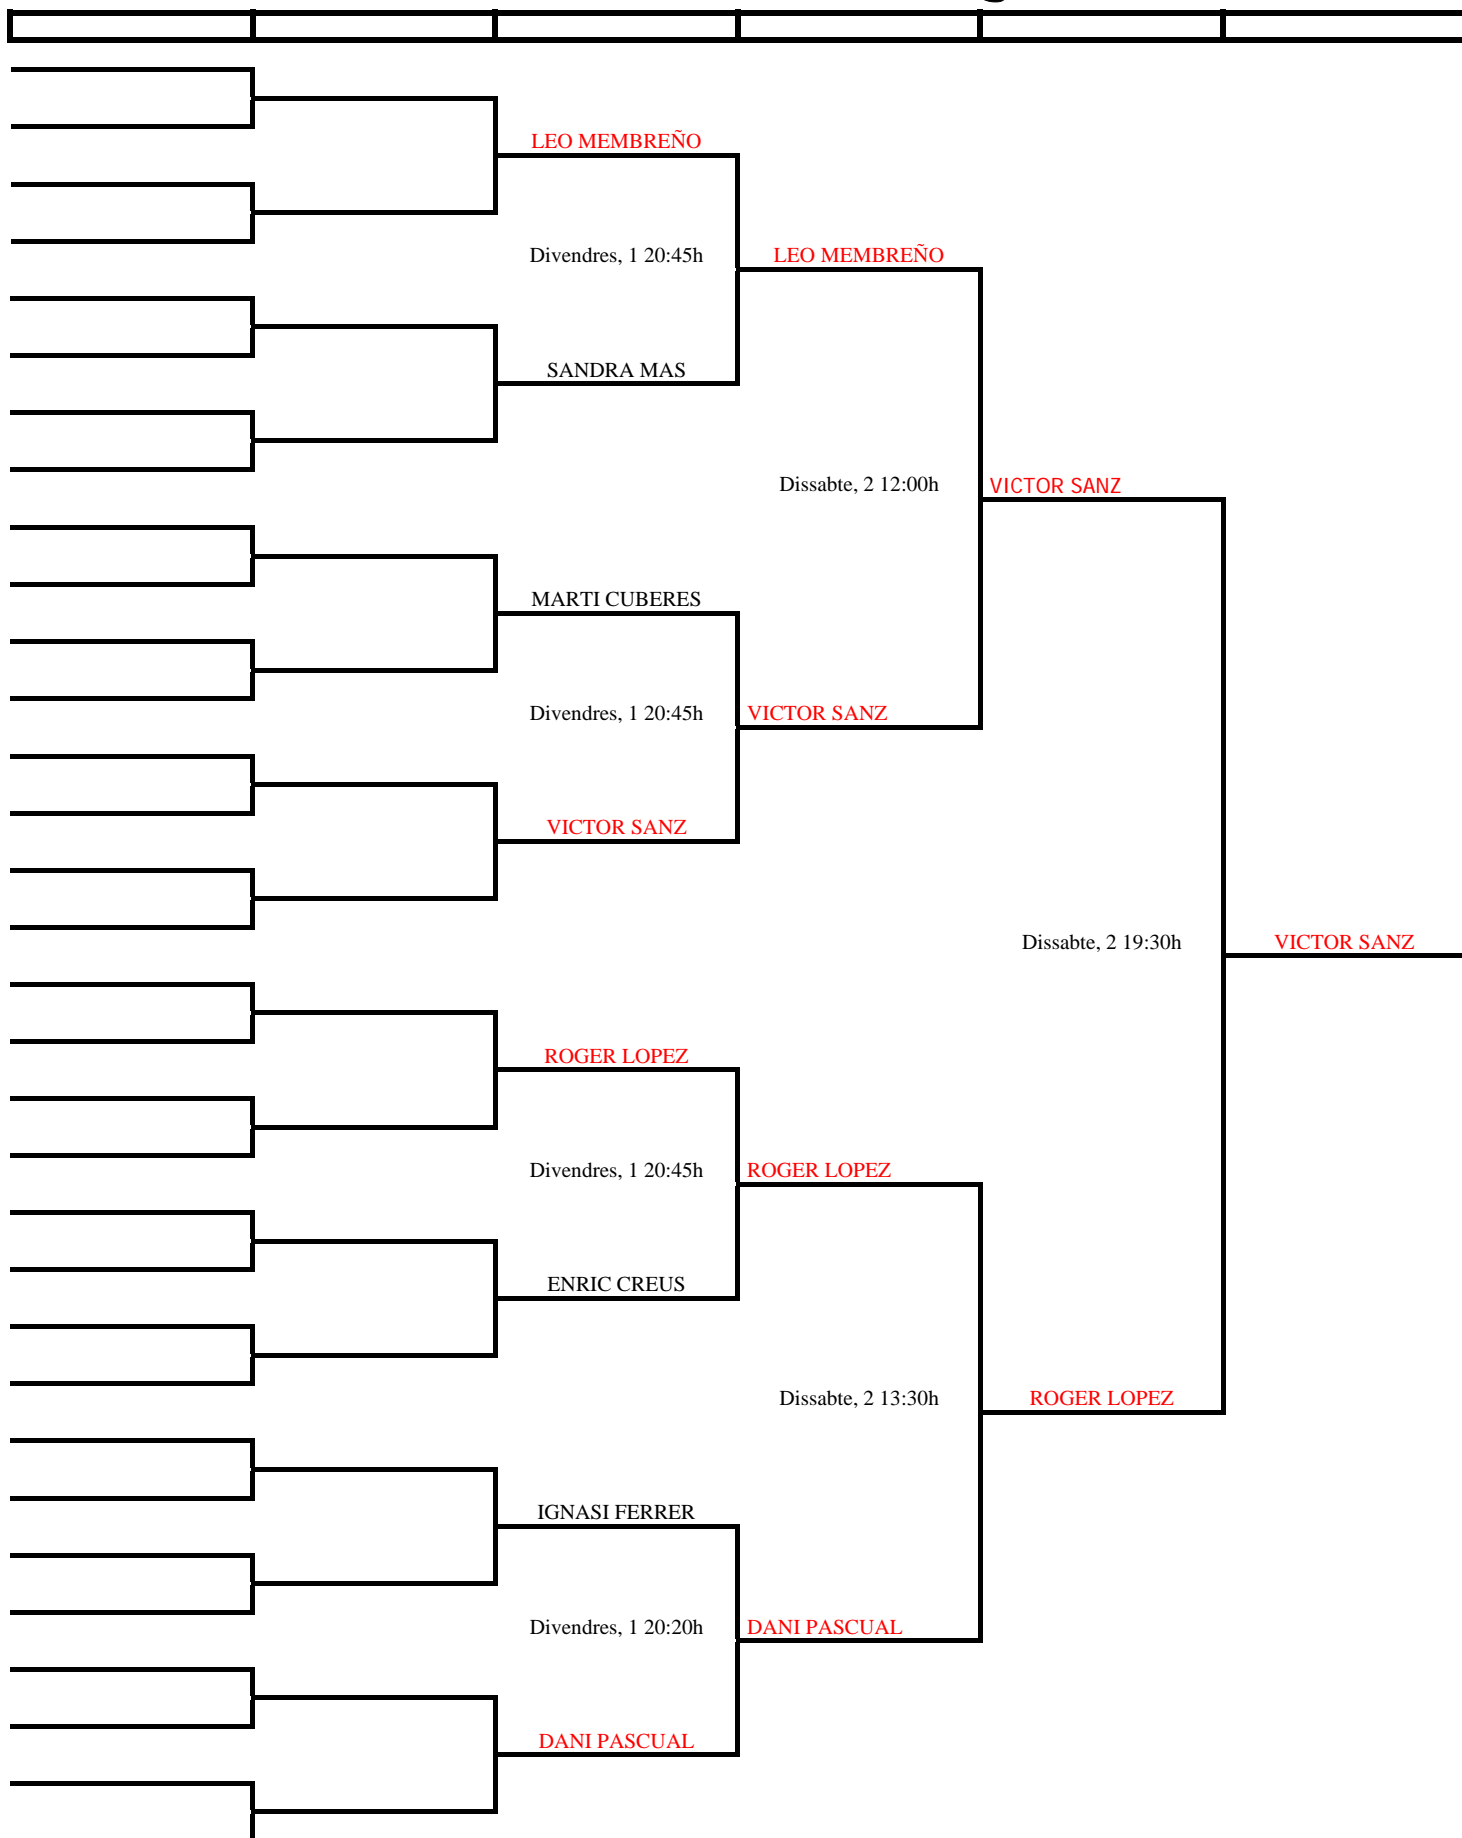 LEO MEMBREÑO
Divendres, 1 20:45h
LEO MEMBREÑO
SANDRA MAS
Dissabte, 2 12:00h
VICTOR SANZ
MARTI CUBERES
Divendres, 1 20:45h
VICTOR SANZ
VICTOR SANZ
Dissabte, 2 19:30h
VICTOR SANZ
ROGER LOPEZ
Divendres, 1 20:45h
ROGER LOPEZ
ENRIC CREUS
Dissabte, 2 13:30h
ROGER LOPEZ
IGNASI FERRER
Divendres, 1 20:20h
DANI PASCUAL
DANI PASCUAL